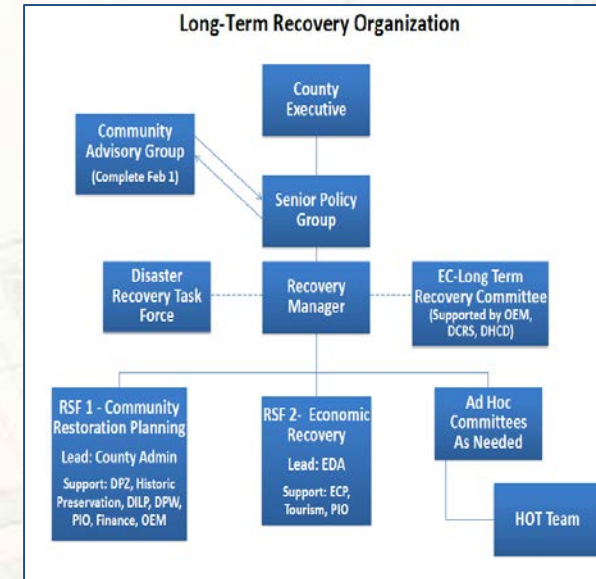 Long-Term Recovery Organization
County
Executive
Community
Advisory Group
(Complete Feb 1)
Senior Policy
Group
Disaster
Recovery Task
Force
Recovery
Manager
EC-Long Term
Recovery Committee
(Supported by OEM,
DCRS, DHCD)
RSF 1 - Community
Restoration Planning
Lead: County Admin
Support: DPZ, Historic
Preservation, DILP, DPW,
PIO, Finance, OEM
RSF 2- Economic
Recovery
Lead: EDA
Support: ECP,
Tourism, PIO
Ad Hoc
Committees
As Needed
HOT Team